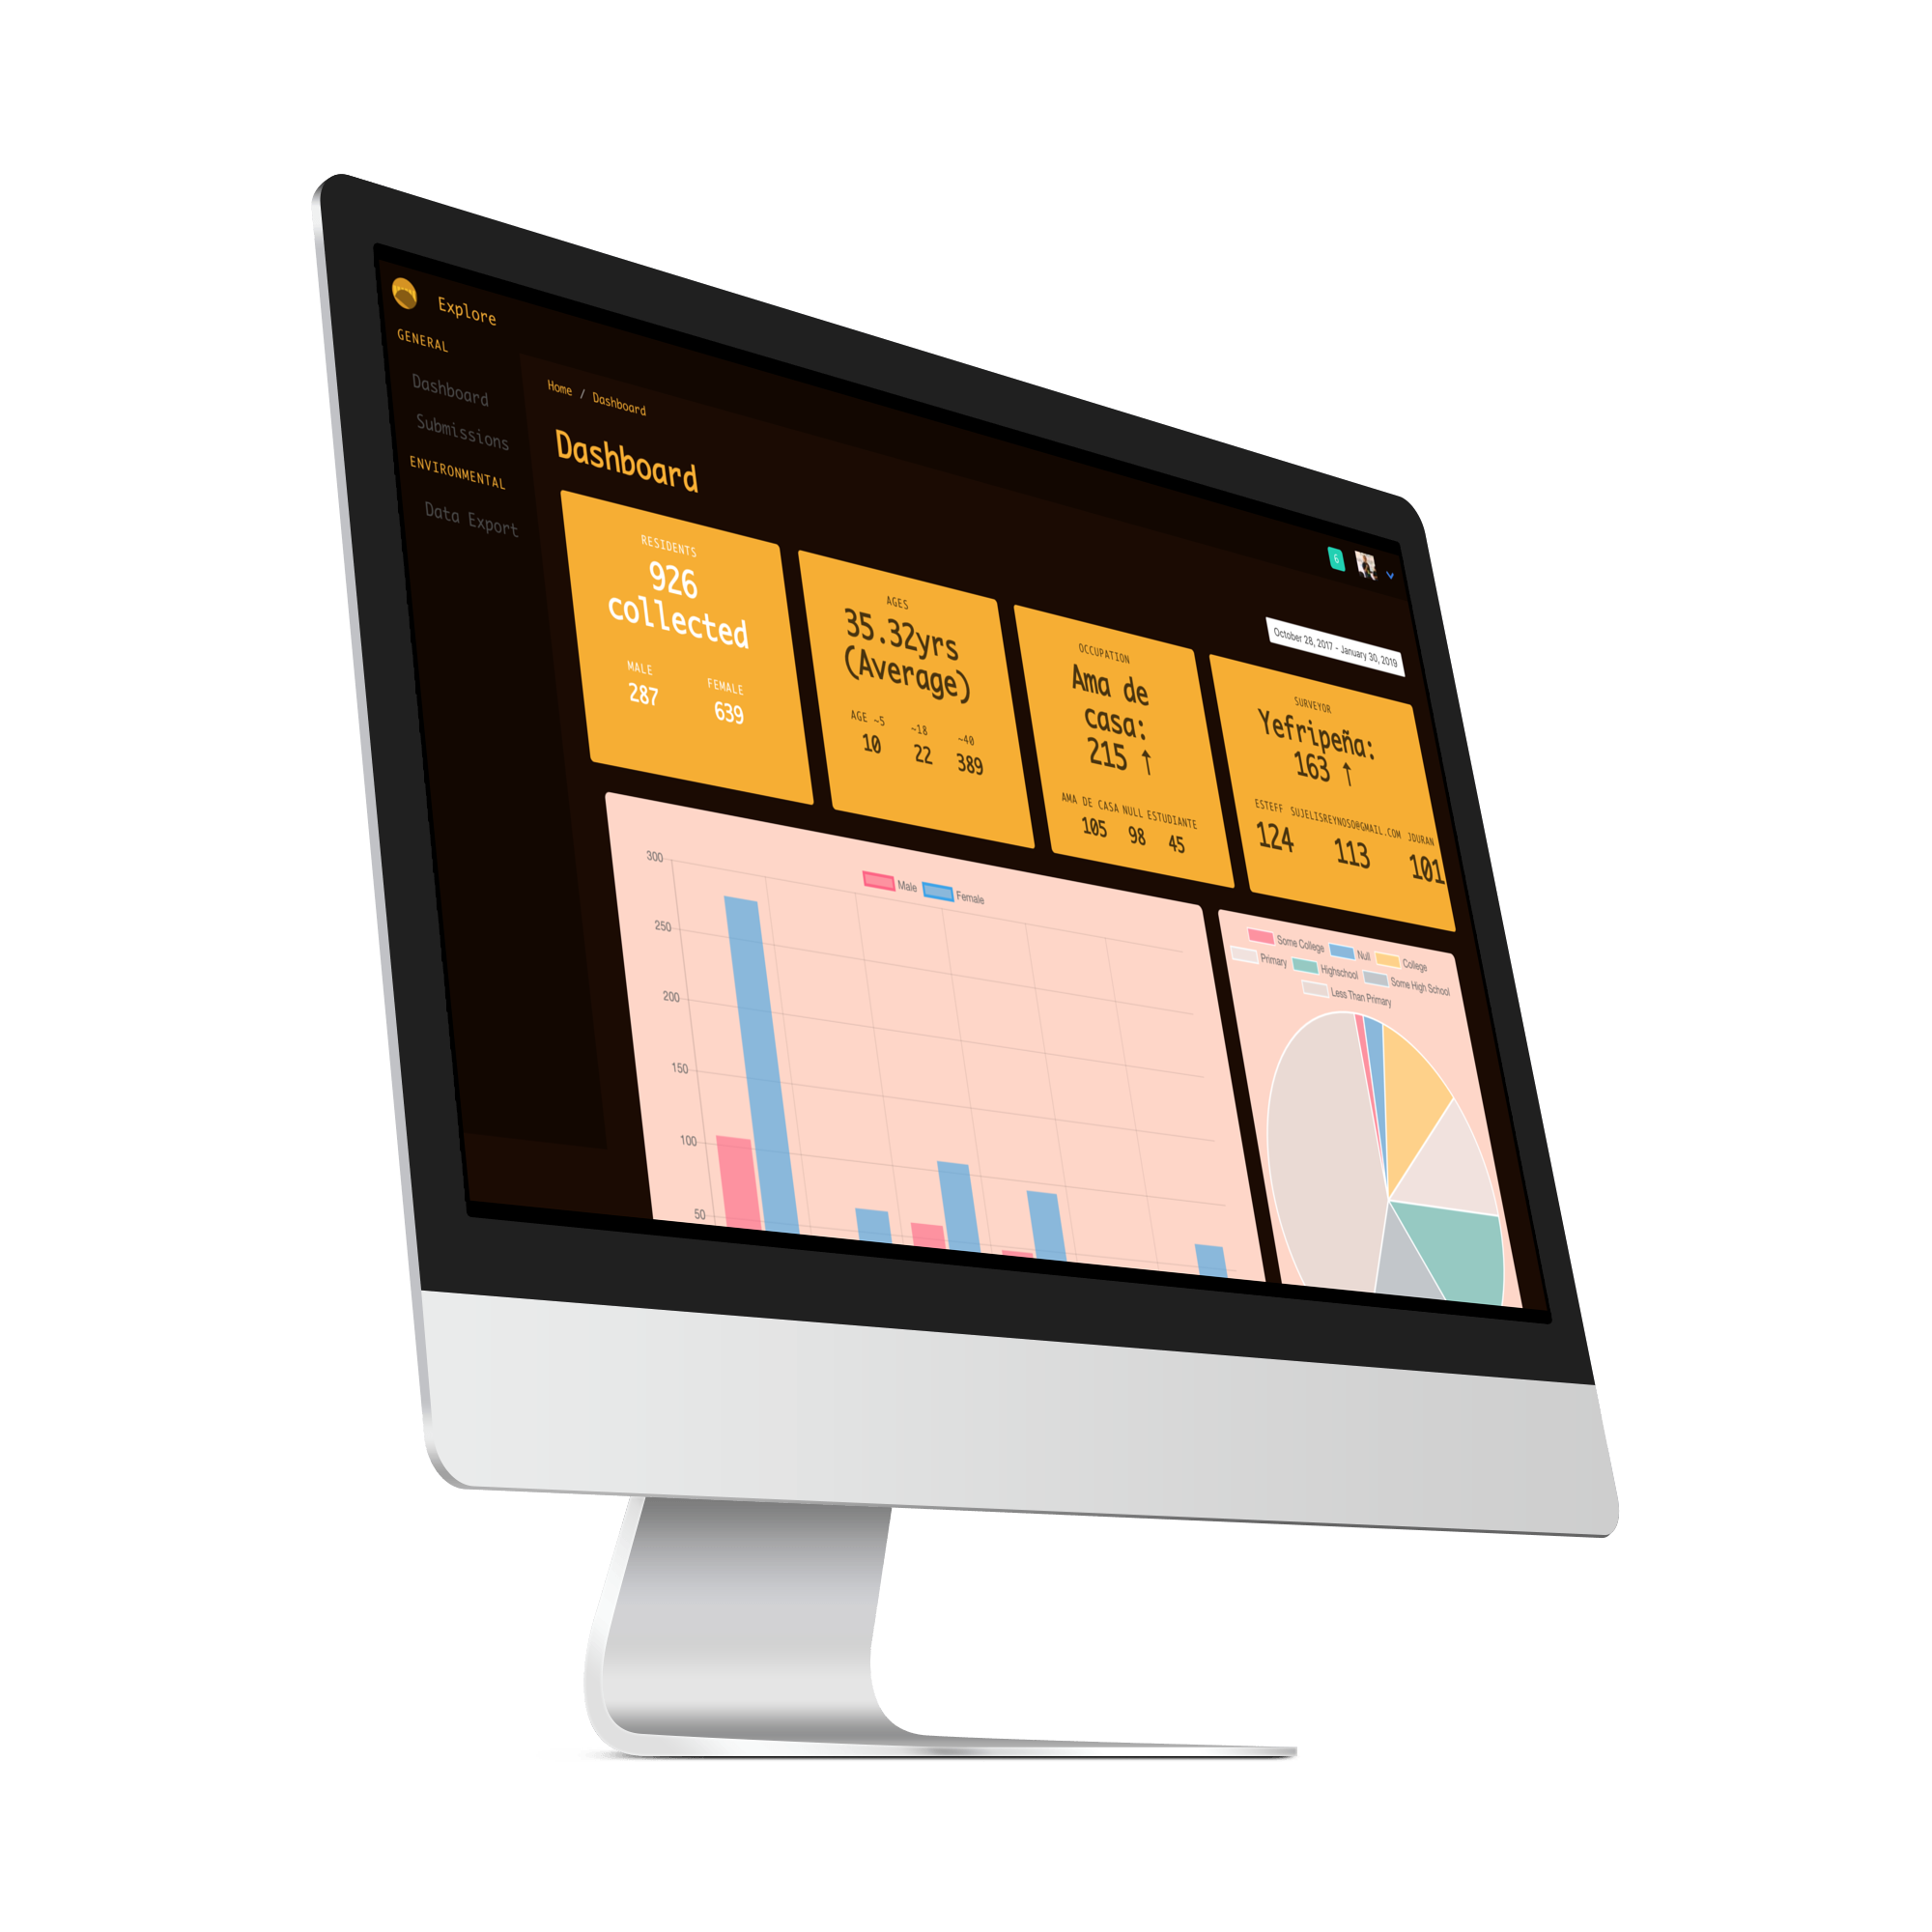 Explore
GENERAL
Dashboard
Submissions
ENVIRONMENTAL
Data Export
6
Home / Dashboard
Dashboard
October 28, 2017 - January 30, 2019
RESIDENTS
926
collected
MALE
287
FEMALE
639
AGES
35.32yrs
(Average)
AGE ~5
10
~18
22
~40
389
OCCUPATION
Ama de
casa:
215 ↑
AMA DE CASA
105
NULL
98
ESTUDIANTE
45
SURVEYOR
Yefripeña:
163 ↑
ESTEFF
124
SUJELISREYNOSO@GMAIL.COM
113
JOURAN
101
Male
Female
300
250
200
150
100
50
Some College
Null
College
Primary
Highschool
Some High School
Less Than Primary